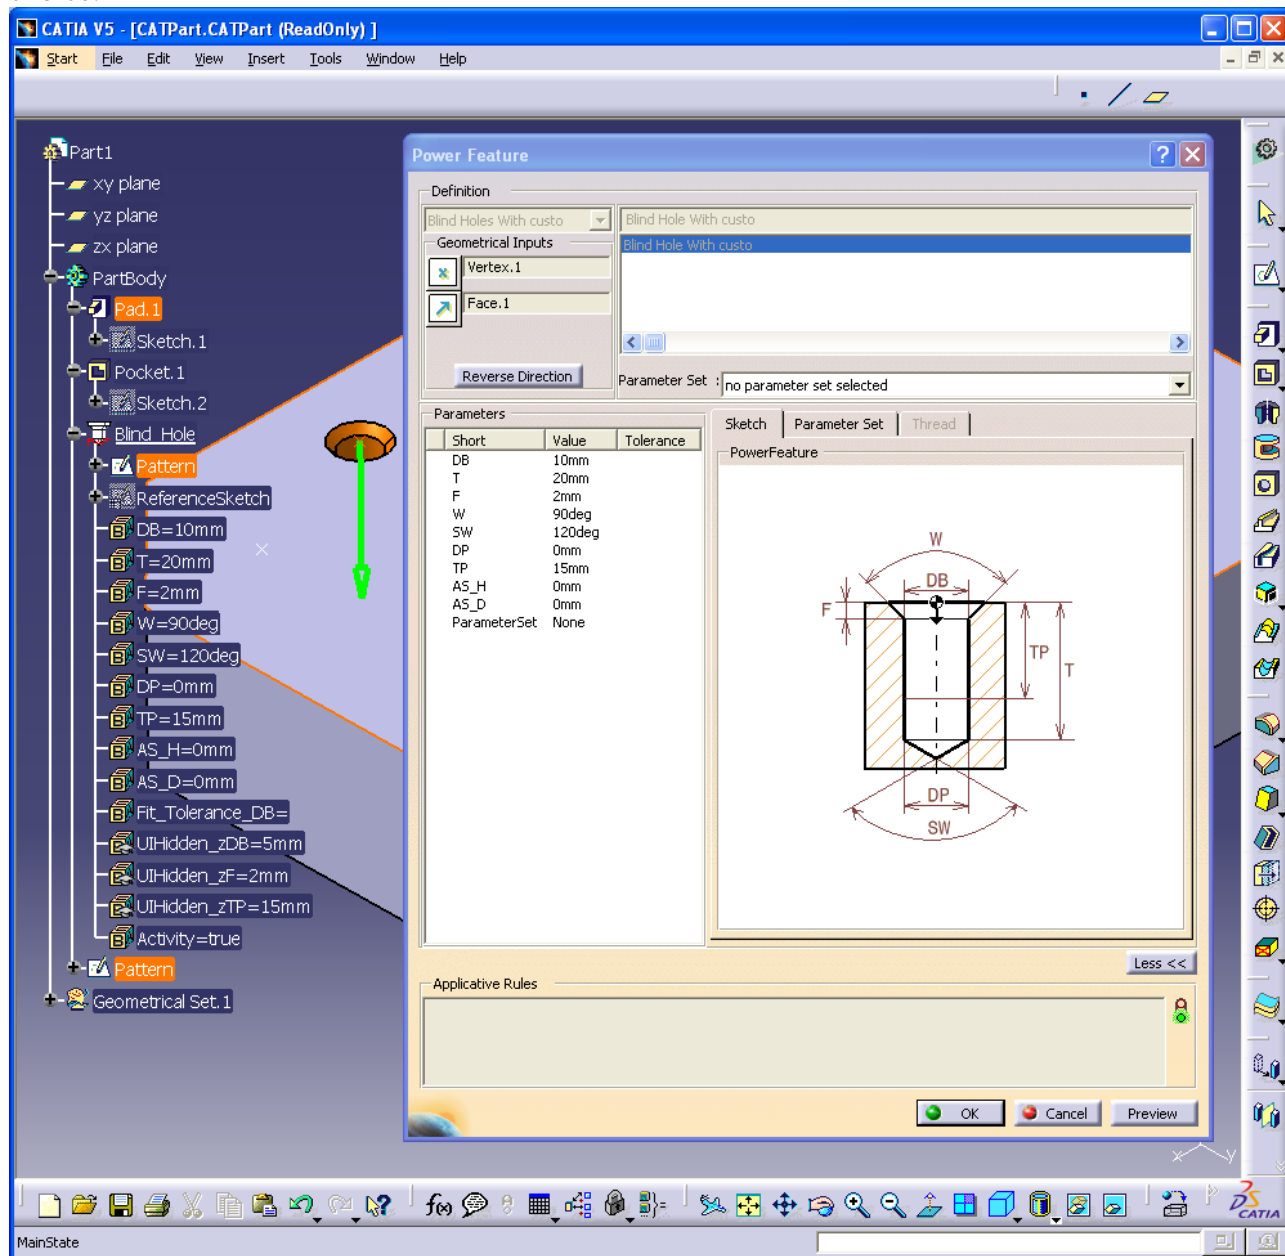 CATIA V5 - [CATPart.CATPart (ReadOnly) ]
Start File Edit View Insert Tools Window Help
Part1
xy plane
yz plane
zx plane
PartBody
Pad.1
Sketch.1
Pocket.1
Sketch.2
Blind_Hole
Pattern
ReferenceSketch
DB=10mm
T=20mm
F=2mm
W=90deg
SW=120deg
DP=0mm
TP=15mm
AS_H=0mm
AS_D=0mm
Fit_Tolerance_DB=
UIHidden_zDB=5mm
UIHidden_zF=2mm
UIHidden_zTP=15mm
Activity=true
Pattern
Geometrical Set.1
Power Feature
Definition
Blind Holes With custo
Blind Hole With custo
Blind Hole With custo
Geometrical Inputs
Vertex.1
Face.1
Reverse Direction
Parameter Set : no parameter set selected
Parameters
Short Value Tolerance
DB 10mm
T 20mm
F 2mm
W 90deg
SW 120deg
DP 0mm
TP 15mm
AS_H 0mm
AS_D 0mm
ParameterSet None
Sketch Parameter Set Thread
PowerFeature
W
DB
F
TP
T
DP
SW
Less <<
Applicative Rules
OK Cancel Preview
x y
f(x)
CATIA
MainState